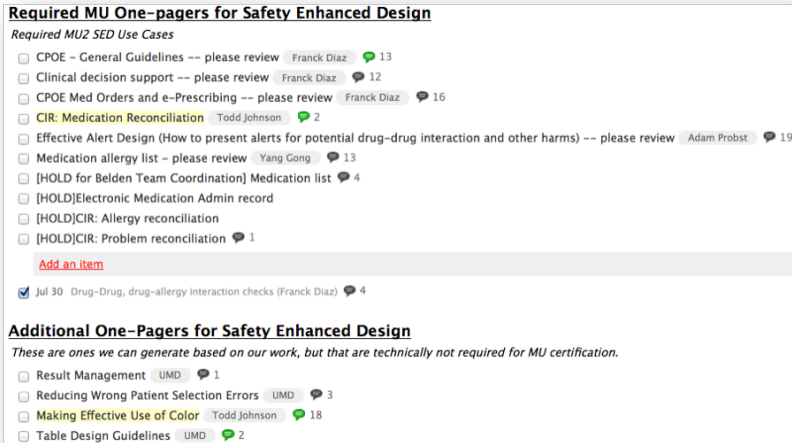 Required MU One-pagers for Safety Enhanced Design
Required MU2 SED Use Cases
CPOE - General Guidelines -- please review Franck Diaz 13
Clinical decision support -- please review Franck Diaz 12
CPOE Med Orders and e-Prescribing -- please review Franck Diaz 16
CIR: Medication Reconciliation Todd Johnson 2
Effective Alert Design (How to present alerts for potential drug-drug interaction and other harms) -- please review Adam Probst 19
Medication allergy list - please review Yang Gong 13
[HOLD for Belden Team Coordination] Medication list 4
[HOLD]Electronic Medication Admin record
[HOLD]CIR: Allergy reconciliation
[HOLD]CIR: Problem reconciliation 1
Add an item
Jul 30 Drug-Drug, drug-allergy interaction checks (Franck Diaz) 4
Additional One-Pagers for Safety Enhanced Design
These are ones we can generate based on our work, but that are technically not required for MU certification.
Result Management UMD 1
Reducing Wrong Patient Selection Errors UMD 3
Making Effective Use of Color Todd Johnson 18
Table Design Guidelines UMD 2